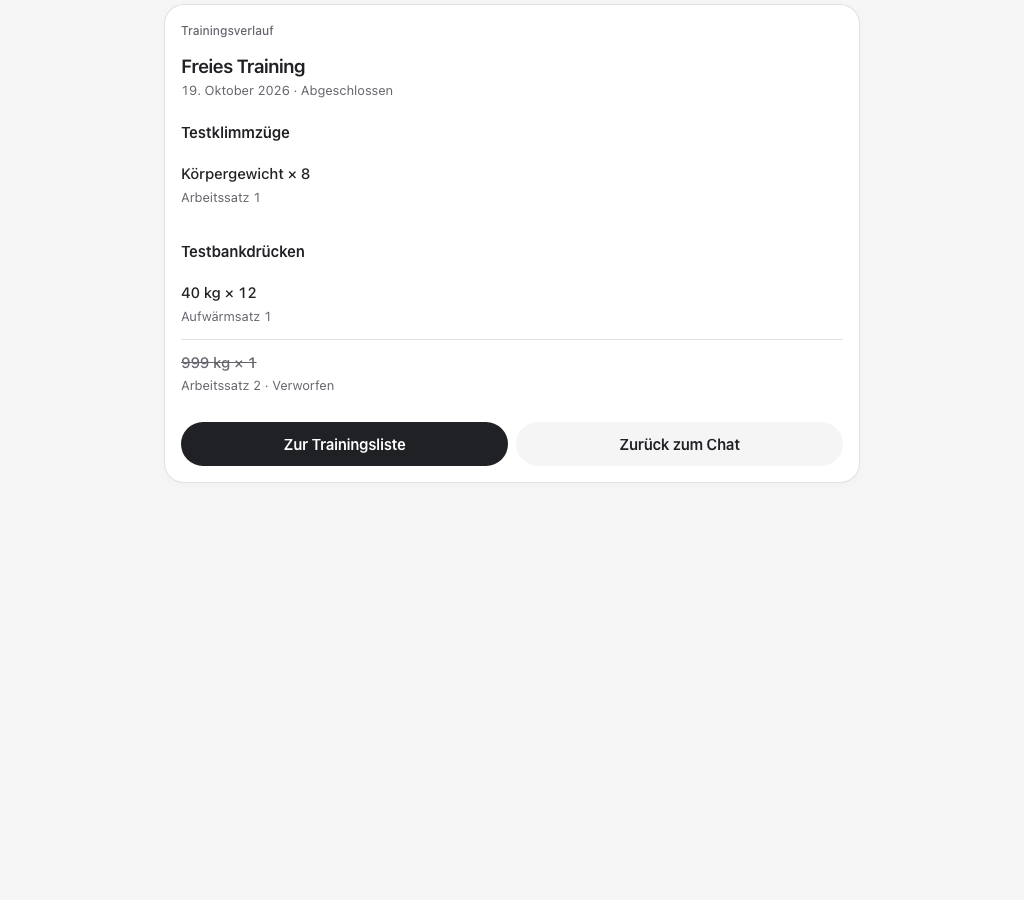 Trainingsverlauf
Freies Training
19. Oktober 2026 · Abgeschlossen
Testklimmzüge
Körpergewicht × 8
Arbeitssatz 1
Testbankdrücken
40 kg × 12
Aufwärmsatz 1
999 kg × 1
Arbeitssatz 2 · Verworfen
Zur Trainingsliste
Zurück zum Chat